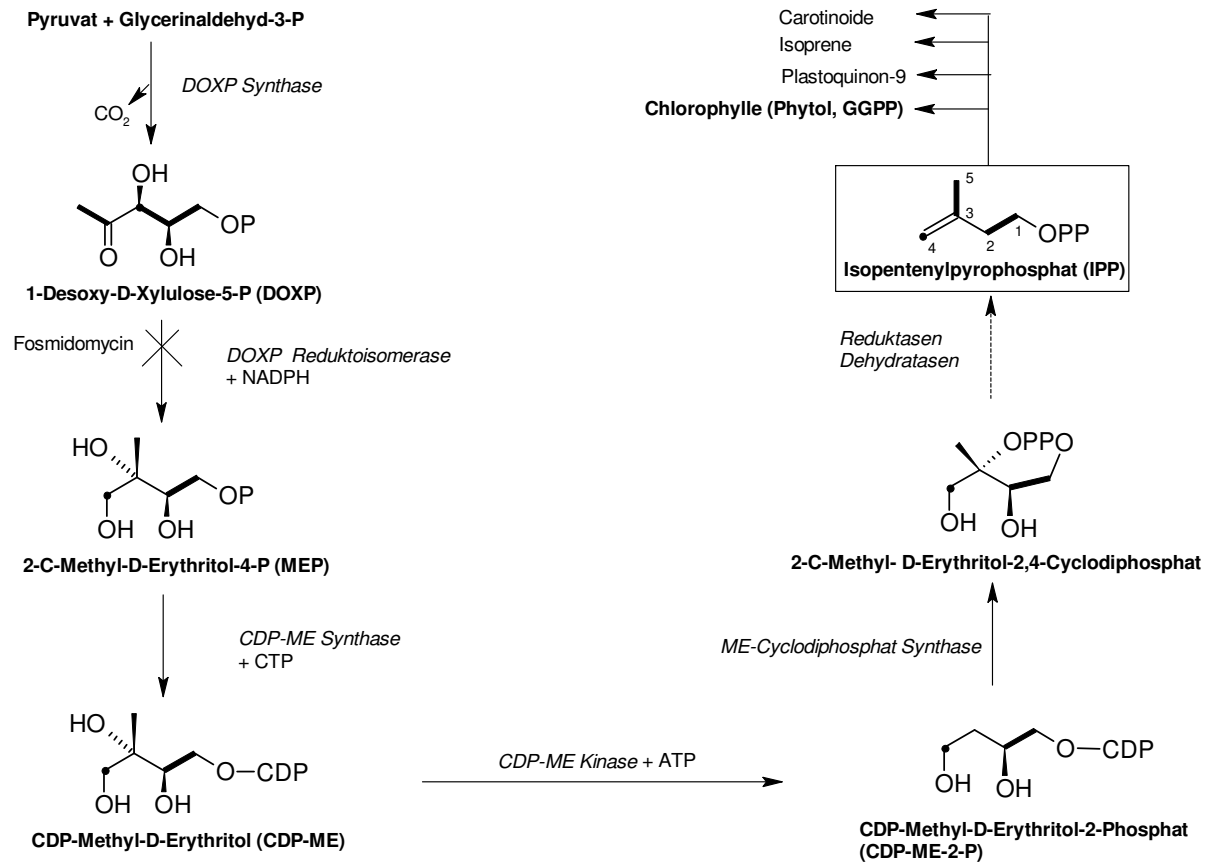 Pyruvat + Glycerinaldehyd-3-P
DOXP Synthase
CO2
OH
OP
O
OH
1-Desoxy-D-Xylulose-5-P (DOXP)
Fosmidomycin
DOXP Reduktoisomerase
+ NADPH
HO
OP
OH
OH
2-C-Methyl-D-Erythritol-4-P (MEP)
CDP-ME Synthase
+ CTP
HO
O—CDP
OH
OH
CDP-Methyl-D-Erythritol (CDP-ME)
CDP-ME Kinase + ATP
O—CDP
OH
OH
CDP-Methyl-D-Erythritol-2-Phosphat
(CDP-ME-2-P)
ME-Cyclodiphosphat Synthase
OPPO
OH
OH
2-C-Methyl- D-Erythritol-2,4-Cyclodiphosphat
Reduktasen
Dehydratasen
5
3
1
4
2
OPP
Isopentenylpyrophosphat (IPP)
Carotinoide
Isoprene
Plastoquinon-9
Chlorophylle (Phytol, GGPP)